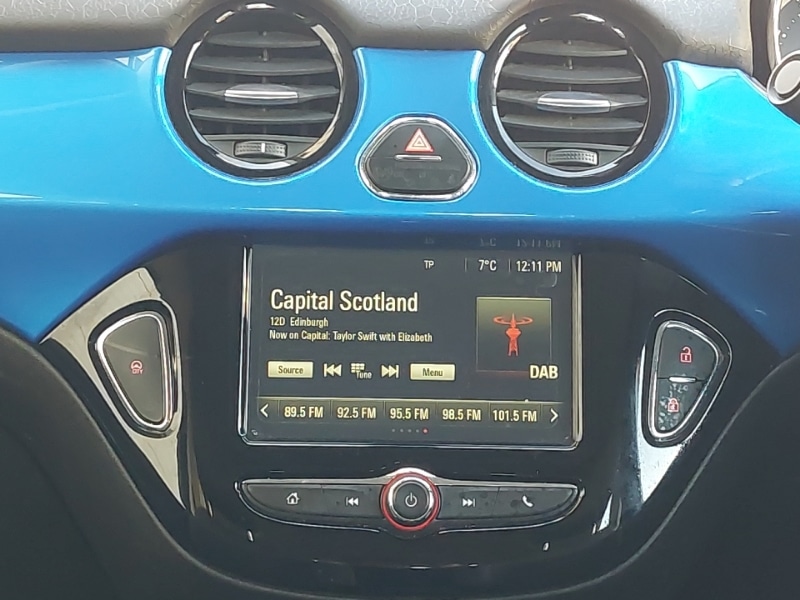 TP 7°C 12:11 PM
Capital Scotland
12D Edinburgh
Now on Capital: Taylor Swift with Elizabeth
Source Tune Menu
DAB
89.5 FM 92.5 FM 95.5 FM 98.5 FM 101.5 FM
CITY